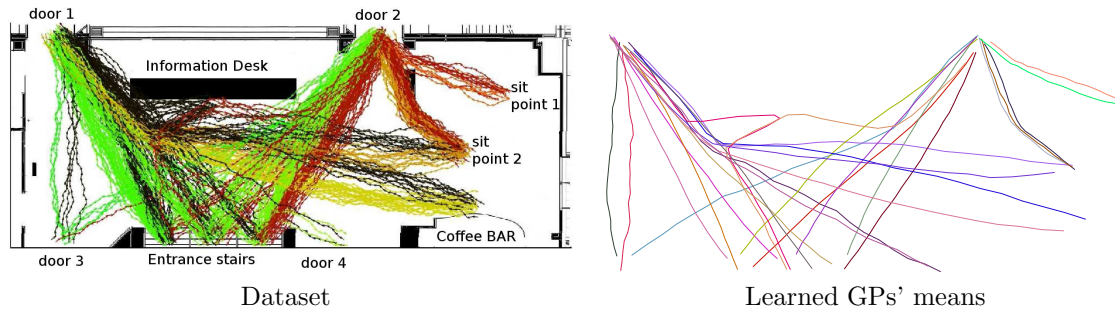 door 1
door 2
Information Desk
sit
point 1
sit
point 2
Coffee BAR
door 3
Entrance stairs
door 4
Dataset
Learned GPs' means